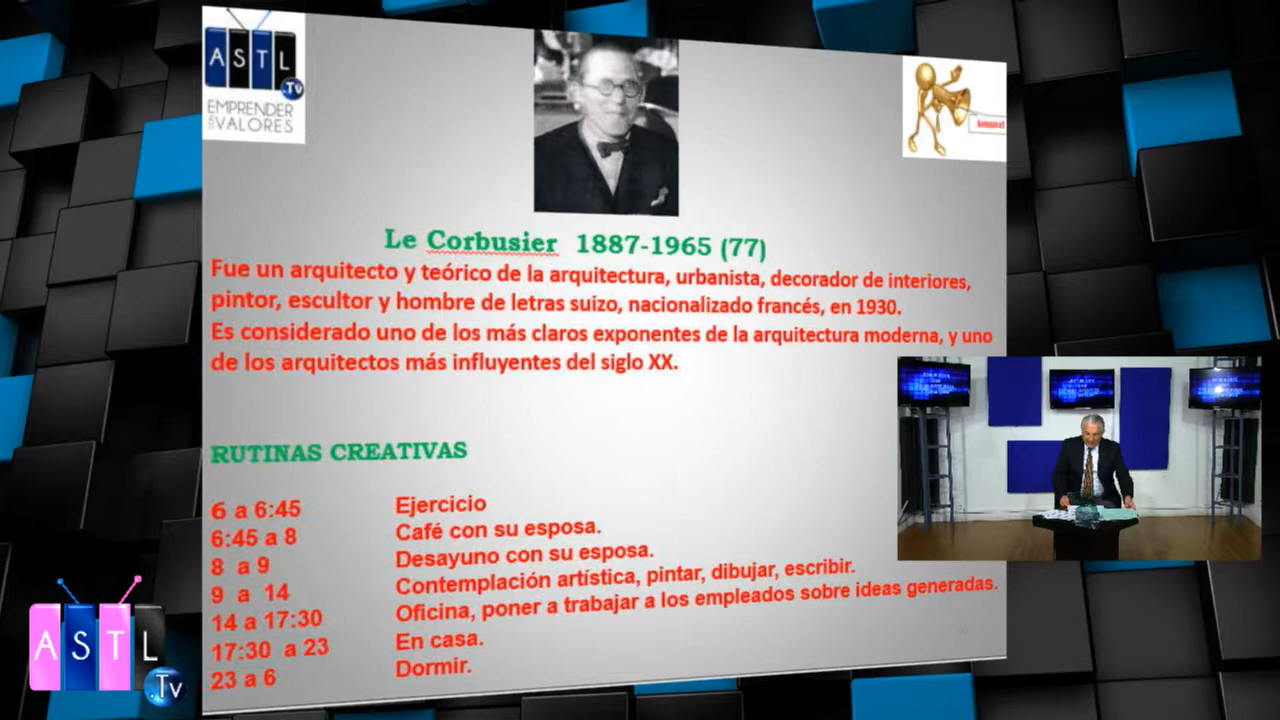 ASTL
.Tv
EMPRENDER
CON VALORES
Le Corbusier 1887-1965 (77)
Fue un arquitecto y teórico de la arquitectura, urbanista, decorador de interiores,
pintor, escultor y hombre de letras suizo, nacionalizado francés, en 1930.
Es considerado uno de los más claros exponentes de la arquitectura moderna, y uno
de los arquitectos más influyentes del siglo XX.
RUTINAS CREATIVAS
6 a 6:45 Ejercicio
6:45 a 8 Café con su esposa.
8 a 9 Desayuno con su esposa.
9 a 14 Contemplación artística, pintar, dibujar, escribir.
14 a 17:30 Oficina, poner a trabajar a los empleados sobre ideas generadas.
17:30 a 23 En casa.
23 a 6 Dormir.
ASTL
.Tv